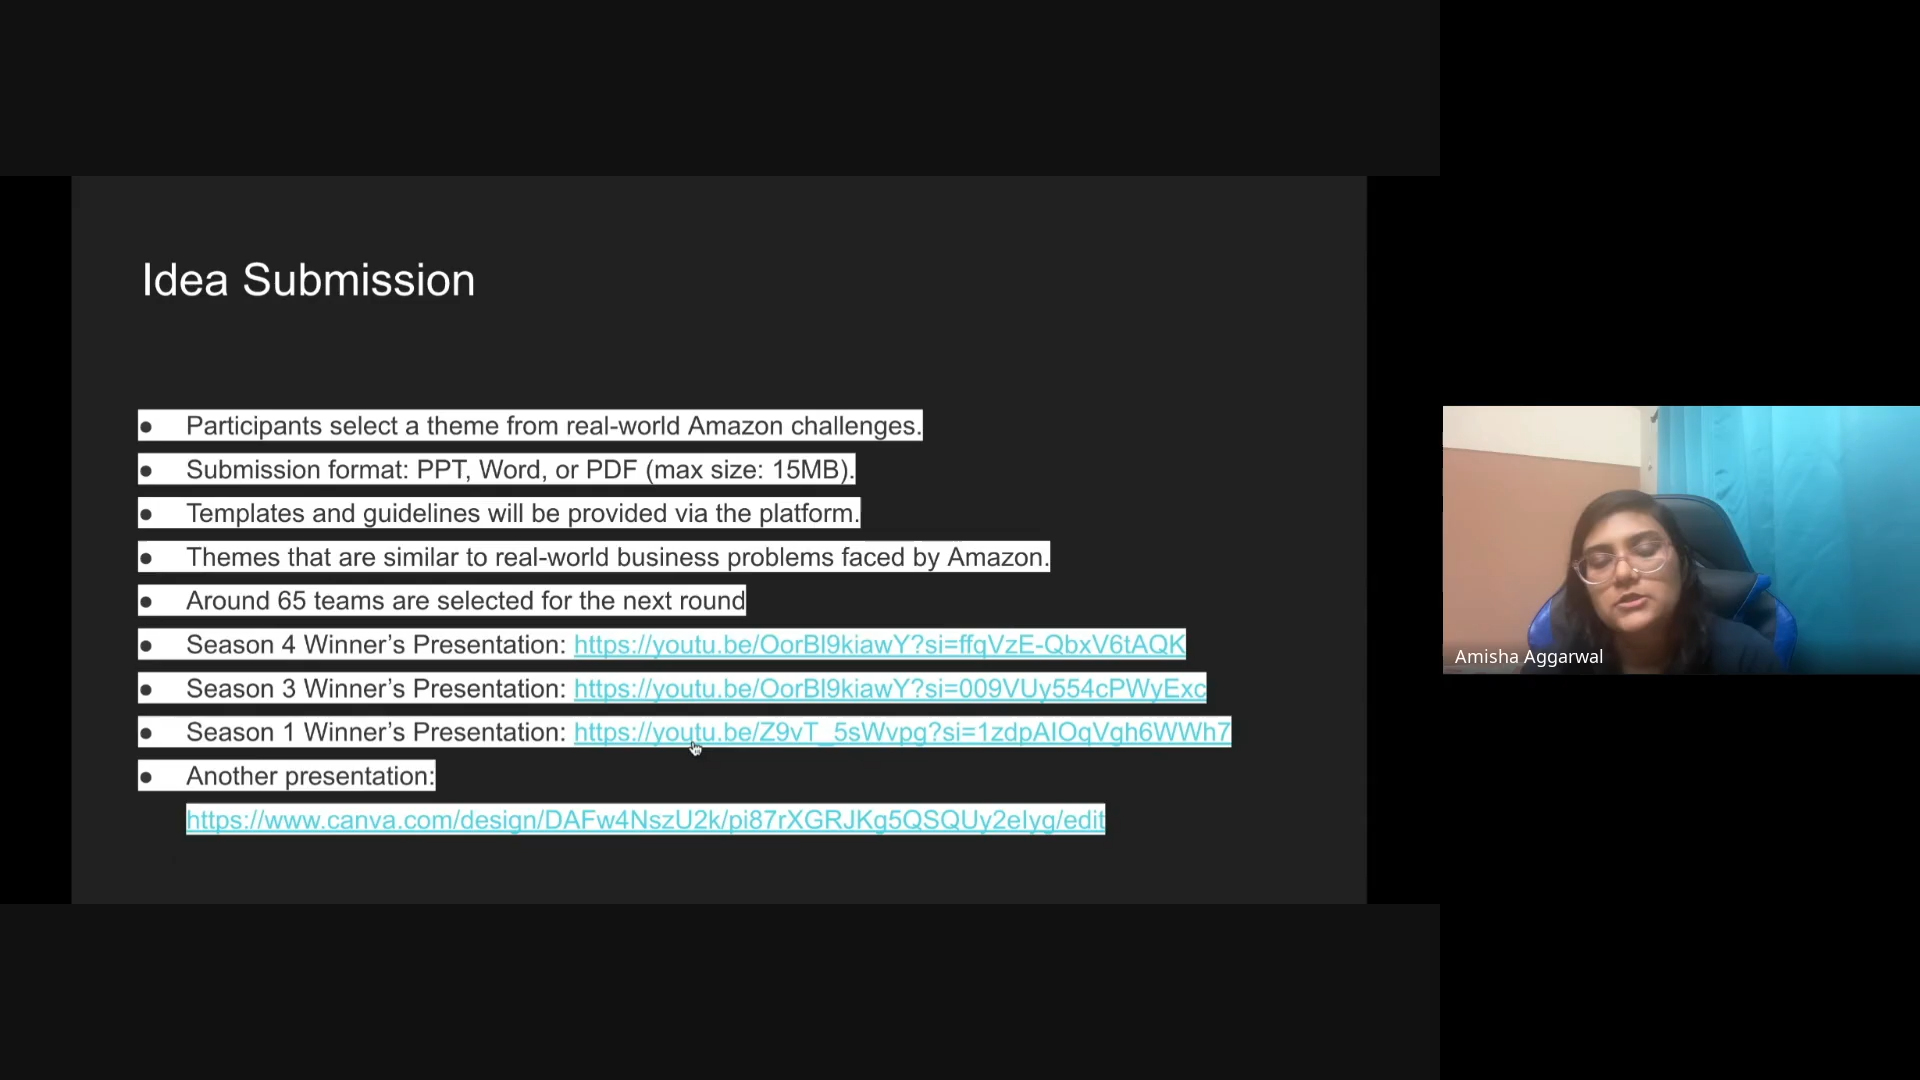 Idea Submission
● Participants select a theme from real-world Amazon challenges.
● Submission format: PPT, Word, or PDF (max size: 15MB).
● Templates and guidelines will be provided via the platform.
● Themes that are similar to real-world business problems faced by Amazon.
● Around 65 teams are selected for the next round
● Season 4 Winner’s Presentation: https://youtu.be/OorBI9kiawY?si=ffqVzE-QbxV6tAQK
● Season 3 Winner’s Presentation: https://youtu.be/OorBI9kiawY?si=009VUy554cPWyExc
● Season 1 Winner’s Presentation: https://youtu.be/Z9vT_5sWvpg?si=1zdpAIOqVgh6WWh7
● Another presentation:
https://www.canva.com/design/DAFw4NszU2k/pi87rXGRJKg5QSQUy2eIyg/edit
Amisha Aggarwal